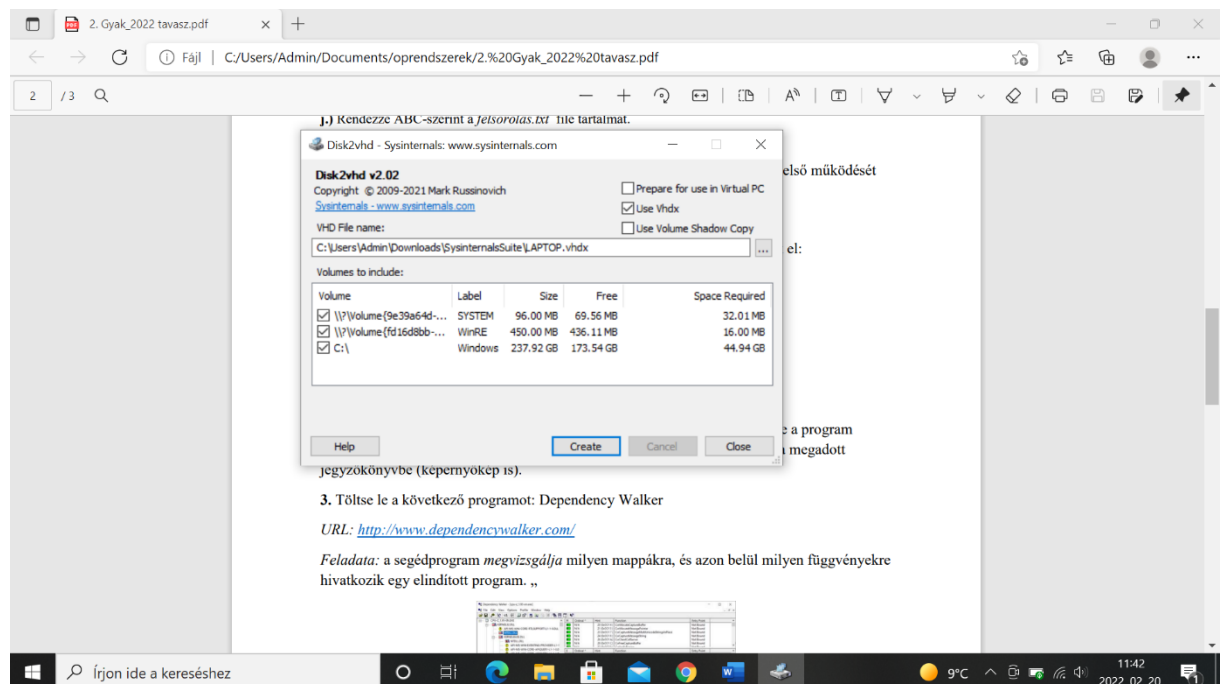 2. Gyak_2022 tavasz.pdf
Fájl | C:/Users/Admin/Documents/oprendszerek/2.%20Gyak_2022%20tavasz.pdf
2 / 3
j.) Rendezze ABC-szerint a felsorolas.txt file tartalmát.
Disk2vhd - Sysinternals: www.sysinternals.com
első működését
Disk2vhd v2.02
Copyright © 2009-2021 Mark Russinovich
Sysinternals - www.sysinternals.com
Prepare for use in Virtual PC
Use Vhdx
Use Volume Shadow Copy
VHD File name:
C:\Users\Admin\Downloads\SysinternalsSuite\LAPTOP.vhdx
...
el:
Volumes to include:
Volume Label Size Free Space Required
\\?\Volume{9e39a64d-... SYSTEM 96.00 MB 69.56 MB 32.01 MB
\\?\Volume{fd16d8bb-... WinRE 450.00 MB 436.11 MB 16.00 MB
C:\ Windows 237.92 GB 173.54 GB 44.94 GB
a program
Help Create Cancel Close
megadott
jegyzőkönyvbe (képernyőkép is).
3. Töltse le a következő programot: Dependency Walker
URL: http://www.dependencywalker.com/
Feladata: a segédprogram megvizsgálja milyen mappákra, és azon belül milyen függvényekre
hivatkozik egy elindított program. „
Írjon ide a kereséshez
9°C
11:42
2022. 02. 20.
1